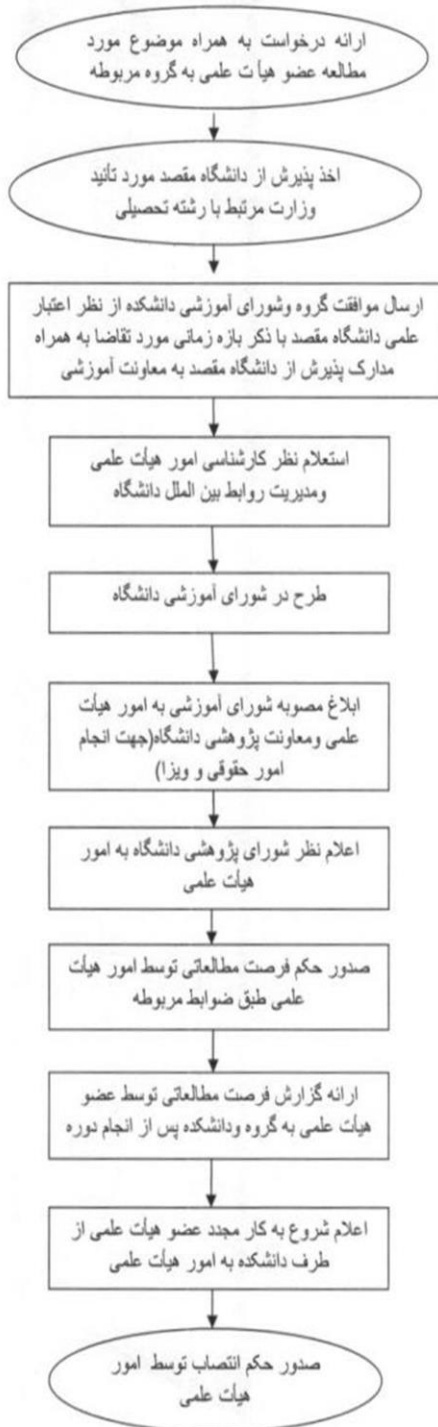 ارائه درخواست به همراه موضوع مورد
مطالعه عضو هیأت علمی به گروه مربوطه
اخذ پذیرش از دانشگاه مقصد مورد تأئید
وزارت مرتبط با رشته تحصیلی
ارسال موافقت گروه وشورای آموزشی دانشکده از نظر اعتبار
علمی دانشگاه مقصد با ذکر بازه زمانی مورد تقاضا به همراه
مدارک پذیرش از دانشگاه مقصد به معاونت آموزشی
استعلام نظر کارشناسی امور هیأت علمی
ومدیریت روابط بین الملل دانشگاه
طرح در شورای آموزشی دانشگاه
ابلاغ مصوبه شورای آموزشی به امور هیأت
علمی ومعاونت پژوهشی دانشگاه(جهت انجام
امور حقوقی و ویزا)
اعلام نظر شورای پژوهشی دانشگاه به امور
هیأت علمی
صدور حکم فرصت مطالعاتی توسط امور هیأت
علمی طبق ضوابط مربوطه
ارائه گزارش فرصت مطالعاتی توسط عضو
هیأت علمی به گروه ودانشکده پس از انجام دوره
اعلام شروع به کار مجدد عضو هیأت علمی از
طرف دانشکده به امور هیأت علمی
صدور حکم انتصاب توسط امور
هیأت علمی